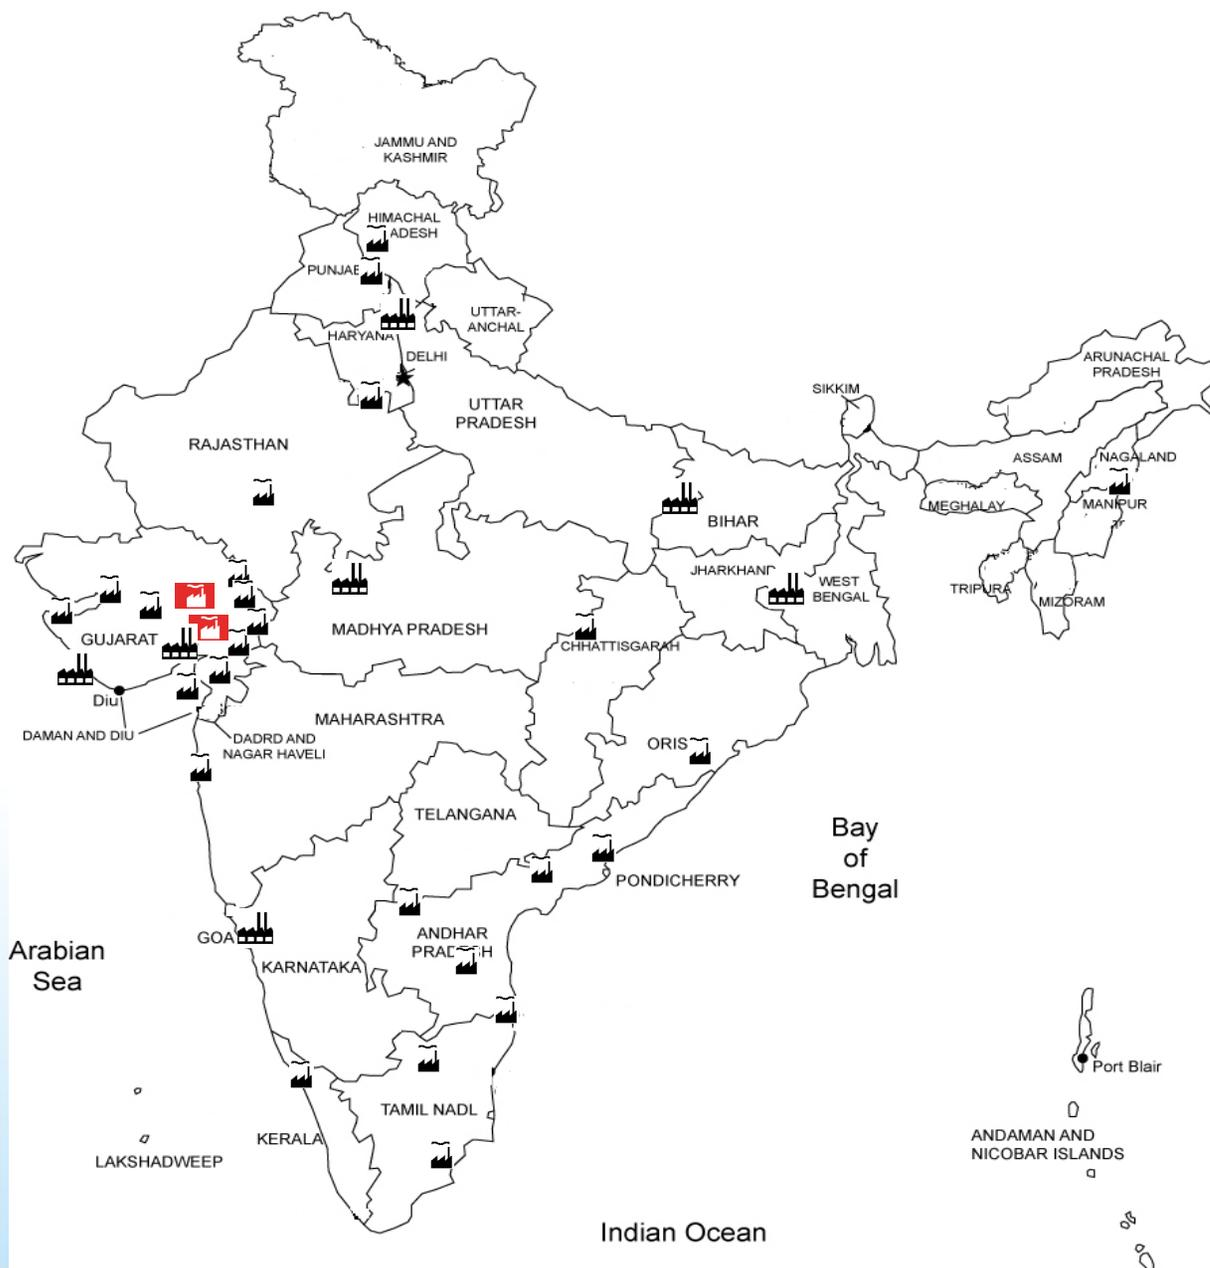 JAMMU AND
KASHMIR
HIMACHAL
ADESH
PUNJAB
UTTAR-
ANCHAL
HARYANA
DELHI
ARUNACHAL
PRADESH
SIKKIM
UTTAR
PRADESH
RAJASTHAN
ASSAM
NAGALAND
MEGHALAY
MANIPUR
BIHAR
JHARKHAND
WEST
BENGAL
TRIPURA
MIZORAM
GUJARAT
MADHYA PRADESH
CHHATTISGARAH
Diu
DAMAN AND DIU
DADRD AND
NAGAR HAVELI
MAHARASHTRA
ORIS
TELANGANA
Bay
of
Bengal
PONDICHERRY
GOA
ANDHAR
PRADESH
Arabian
Sea
KARNATAKA
Port Blair
TAMIL NADL
KERALA
LAKSHADWEEP
ANDAMAN AND
NICOBAR ISLANDS
Indian Ocean